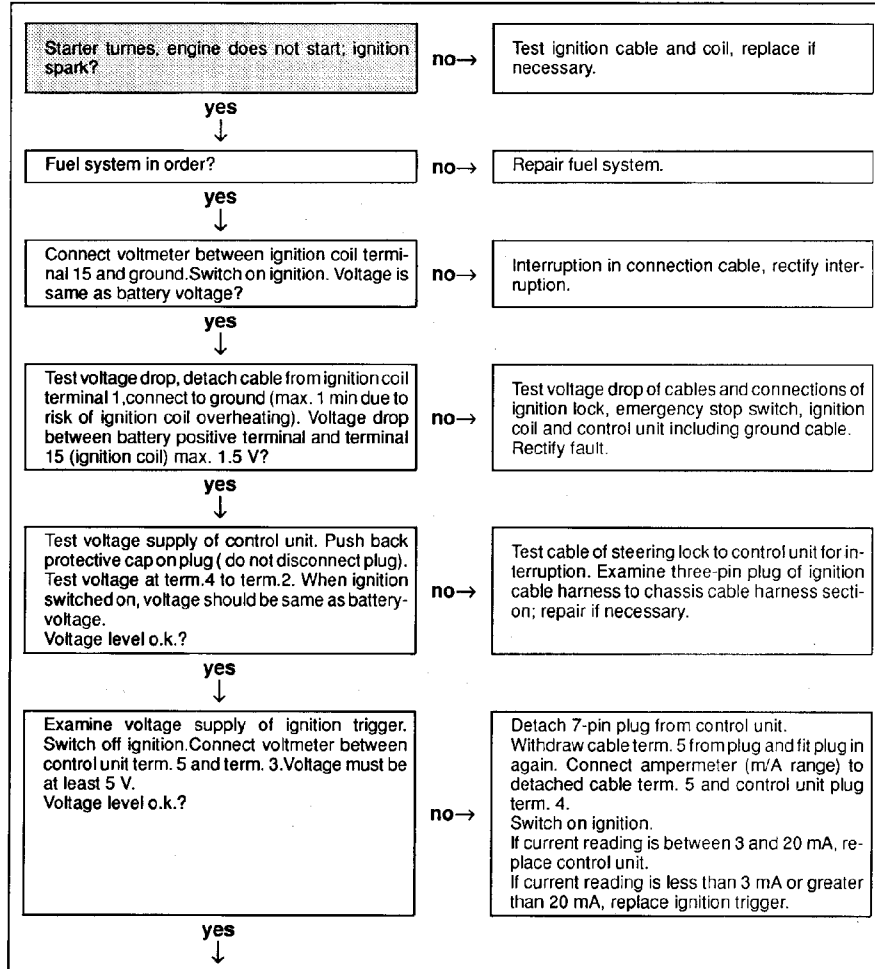 Starter turnes, engine does not start; ignition
spark?
no→
Test ignition cable and coil, replace if
necessary.
yes
↓
Fuel system in order?
no→
Repair fuel system.
yes
↓
Connect voltmeter between ignition coil termi-
nal 15 and ground.Switch on ignition. Voltage is
same as battery voltage?
no→
Interruption in connection cable, rectify inter-
ruption.
yes
↓
Test voltage drop, detach cable from ignition coil
terminal 1,connect to ground (max. 1 min due to
risk of ignition coil overheating). Voltage drop
between battery positive terminal and terminal
15 (ignition coil) max. 1.5 V?
no→
Test voltage drop of cables and connections of
ignition lock, emergency stop switch, ignition
coil and control unit including ground cable.
Rectify fault.
yes
↓
Test voltage supply of control unit. Push back
protective cap on plug ( do not disconnect plug).
Test voltage at term.4 to term.2. When ignition
switched on, voltage should be same as battery-
voltage.
Voltage level o.k.?
no→
Test cable of steering lock to control unit for in-
terruption. Examine three-pin plug of ignition
cable harness to chassis cable harness secti-
on; repair if necessary.
yes
↓
Examine voltage supply of ignition trigger.
Switch off ignition.Connect voltmeter between
control unit term. 5 and term. 3.Voltage must be
at least 5 V.
Voltage level o.k.?
no→
Detach 7-pin plug from control unit.
Withdraw cable term. 5 from plug and fit plug in
again. Connect ampermeter (m/A range) to
detached cable term. 5 and control unit plug
term. 4.
Switch on ignition.
If current reading is between 3 and 20 mA, re-
place control unit.
If current reading is less than 3 mA or greater
than 20 mA, replace ignition trigger.
yes
↓